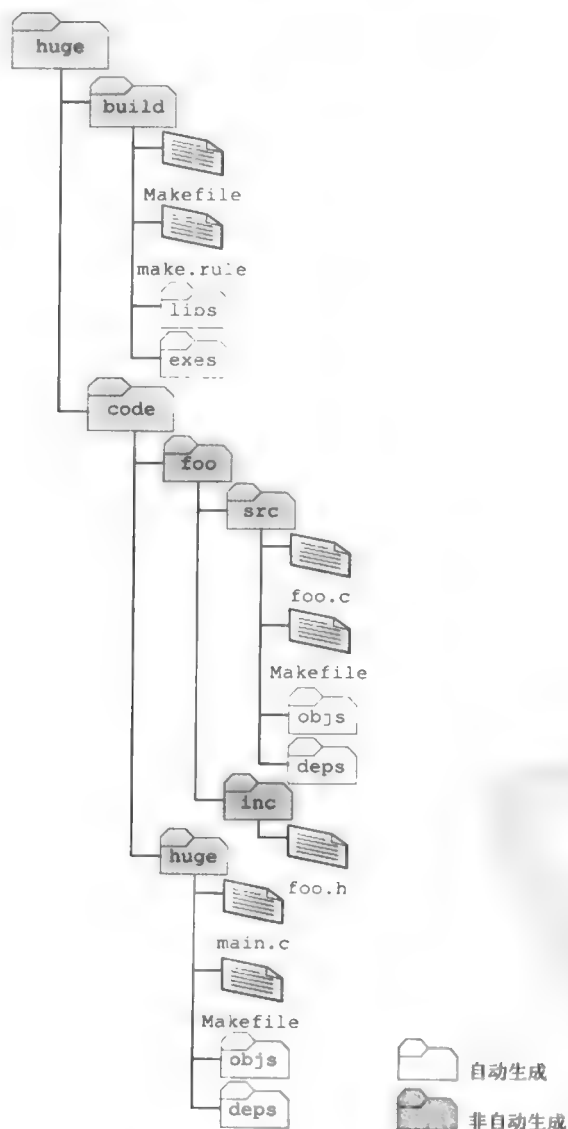 huge
build
Makefile
make.rule
libs
exes
code
foo
src
foo.c
Makefile
objs
deps
inc
foo.h
huge
main.c
Makefile
objs
deps
自动生成
非自动生成